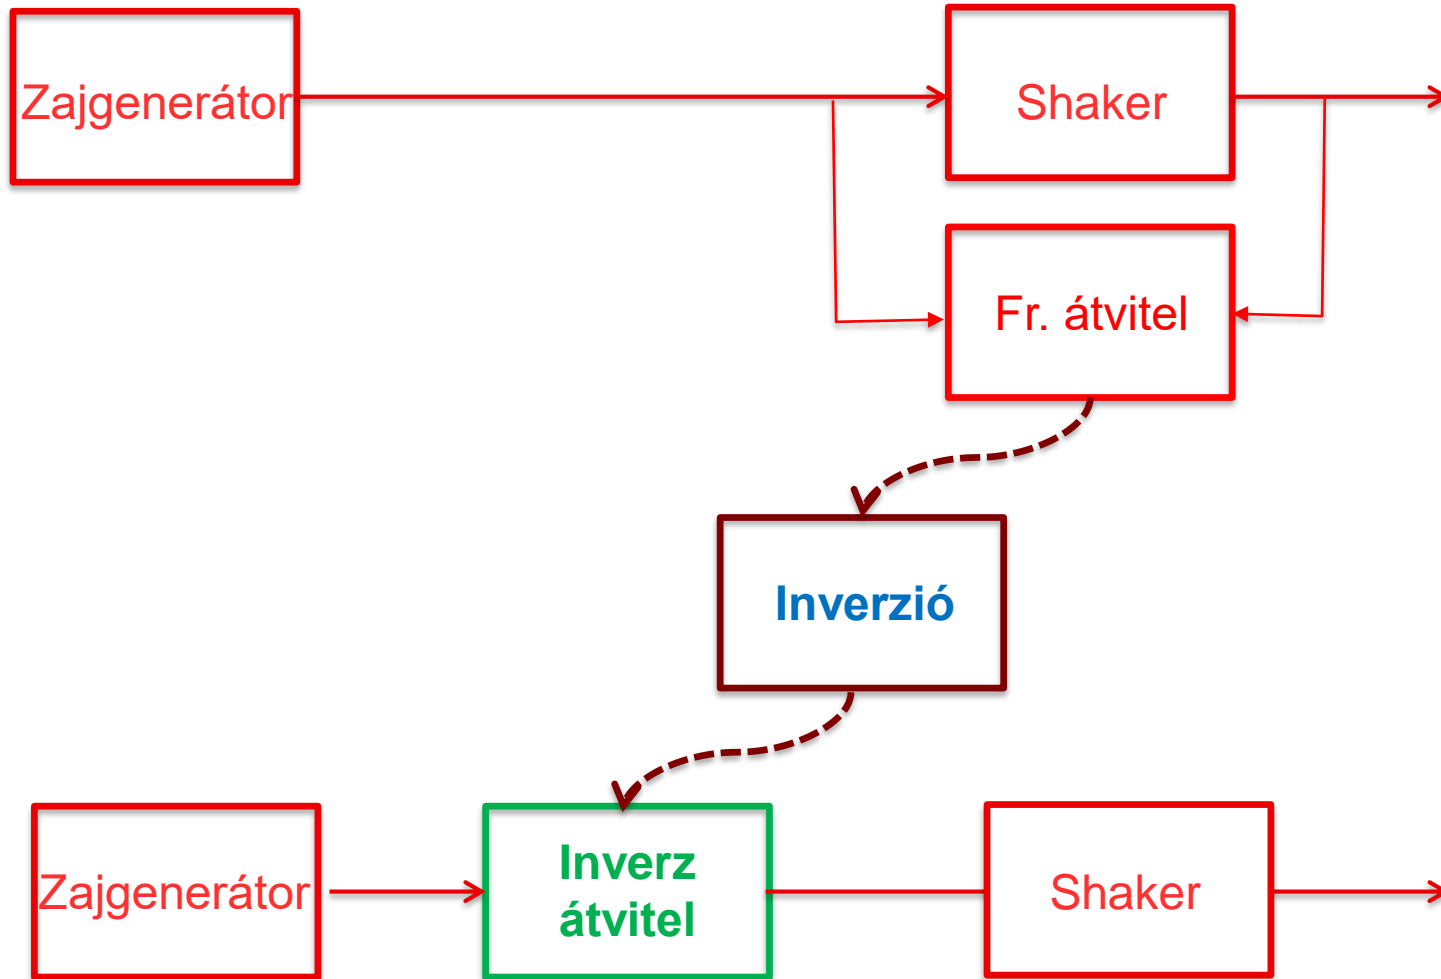 Zajgenerátor
Shaker
Fr. átvitel
Inverzió
Zajgenerátor
Inverz
átvitel
Shaker